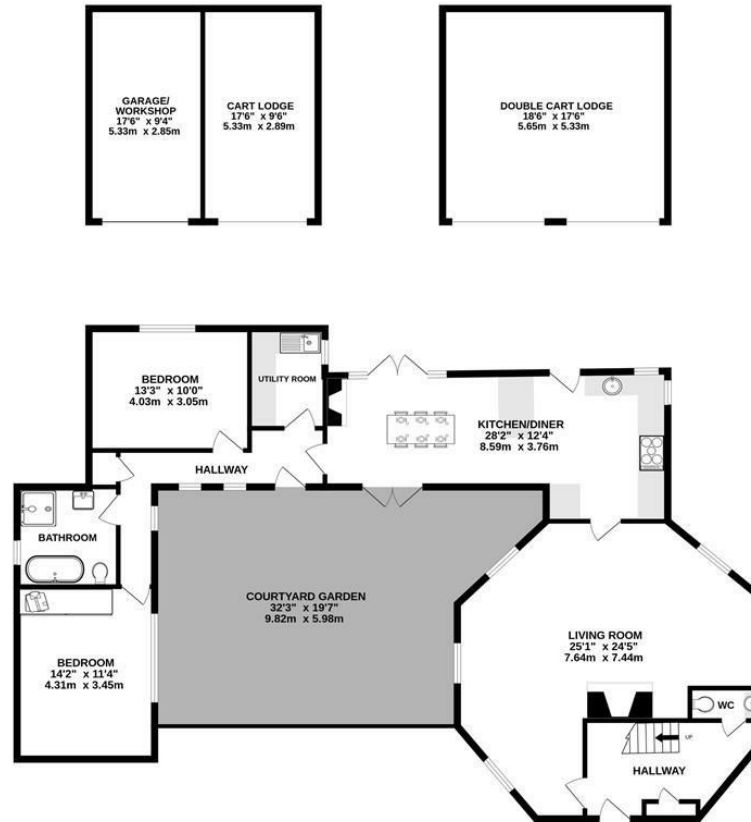 GARAGE/
WORKSHOP
17'6" x 9'4"
5.33m x 2.85m
CART LODGE
17'6" x 9'6"
5.33m x 2.89m
DOUBLE CART LODGE
18'6" x 17'6"
5.65m x 5.33m
BEDROOM
13'3" x 10'0"
4.03m x 3.05m
UTILITY ROOM
KITCHEN/DINER
28'2" x 12'4"
8.59m x 3.76m
HALLWAY
BATHROOM
COURTYARD GARDEN
32'3" x 19'7"
9.82m x 5.98m
BEDROOM
14'2" x 11'4"
4.31m x 3.45m
LIVING ROOM
25'1" x 24'5"
7.64m x 7.44m
WC
UP
HALLWAY